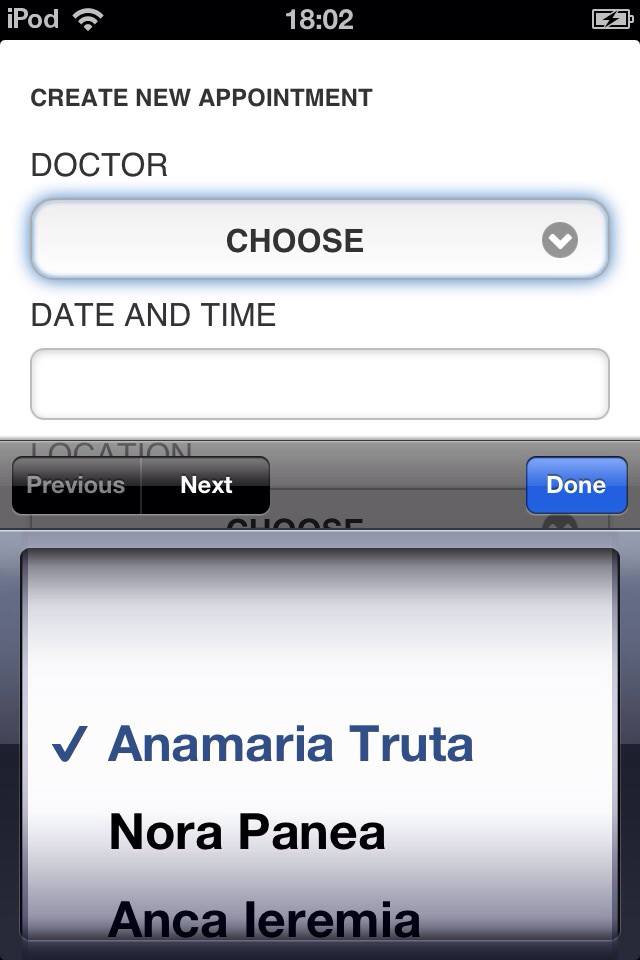 iPod 18:02
CREATE NEW APPOINTMENT
DOCTOR
CHOOSE
DATE AND TIME
LOCATION
Previous Next Done
CHOOSE
✓ Anamaria Truta
Nora Panea
Anca Ieremia